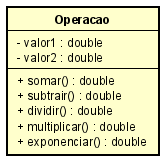 Operacao
- valor1 : double
- valor2 : double
+ somar() : double
+ subtrair() : double
+ dividir() : double
+ multiplicar() : double
+ exponenciar() : double